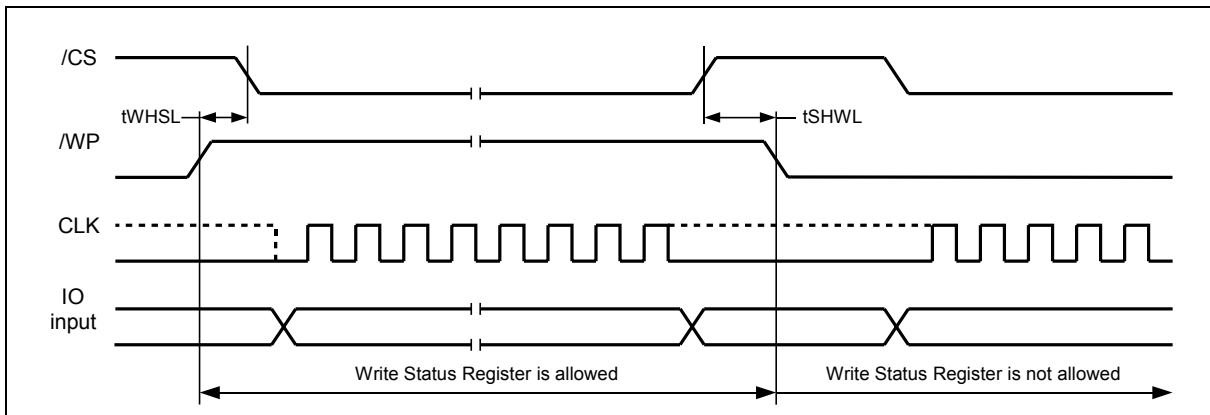 /CS
tWHSL
tSHWL
/WP
CLK
IO
input
Write Status Register is allowed
Write Status Register is not allowed